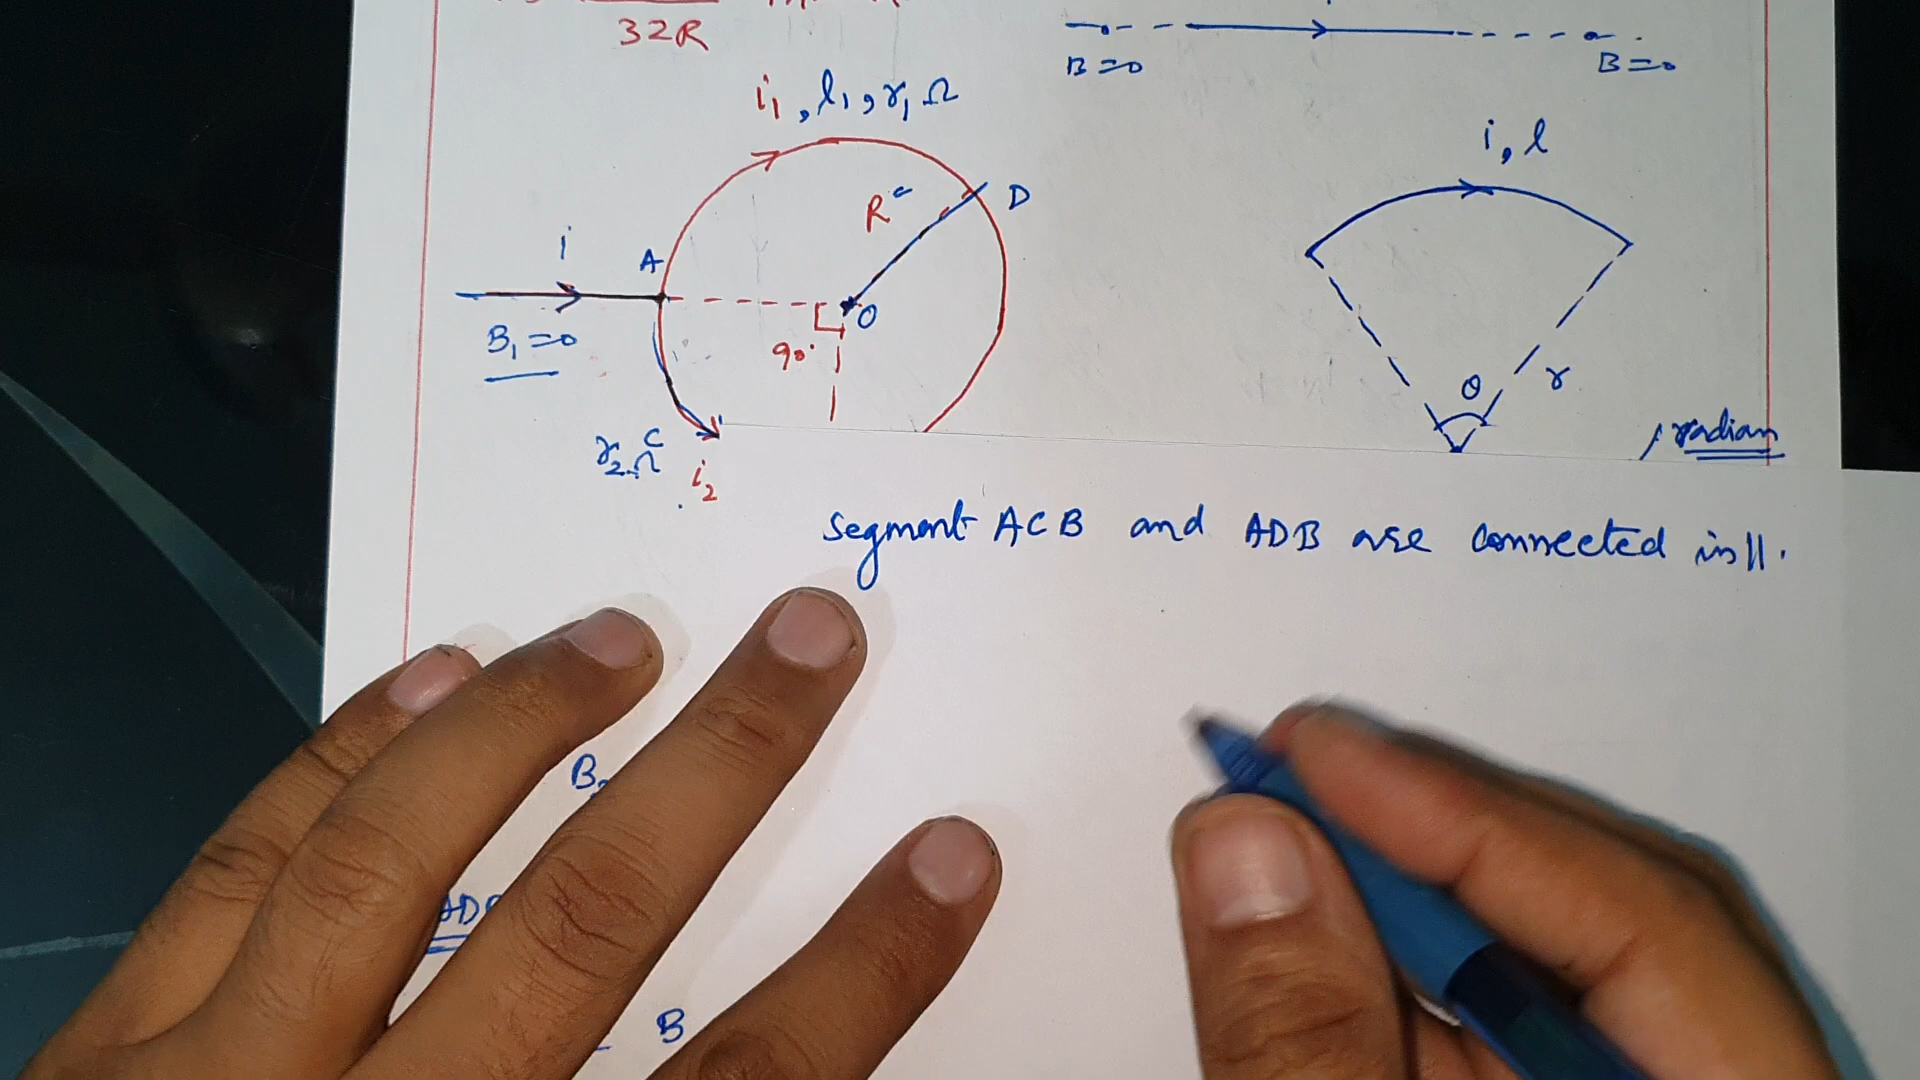 32R
B=0
B=0
i₁, l₁, r₁ Ω
i, l
R
D
i
A
O
B₁=0
90°
θ
r
radian
C
r₂ Ω
i₂
Segment ACB and ADB are connected in ||.
B
B